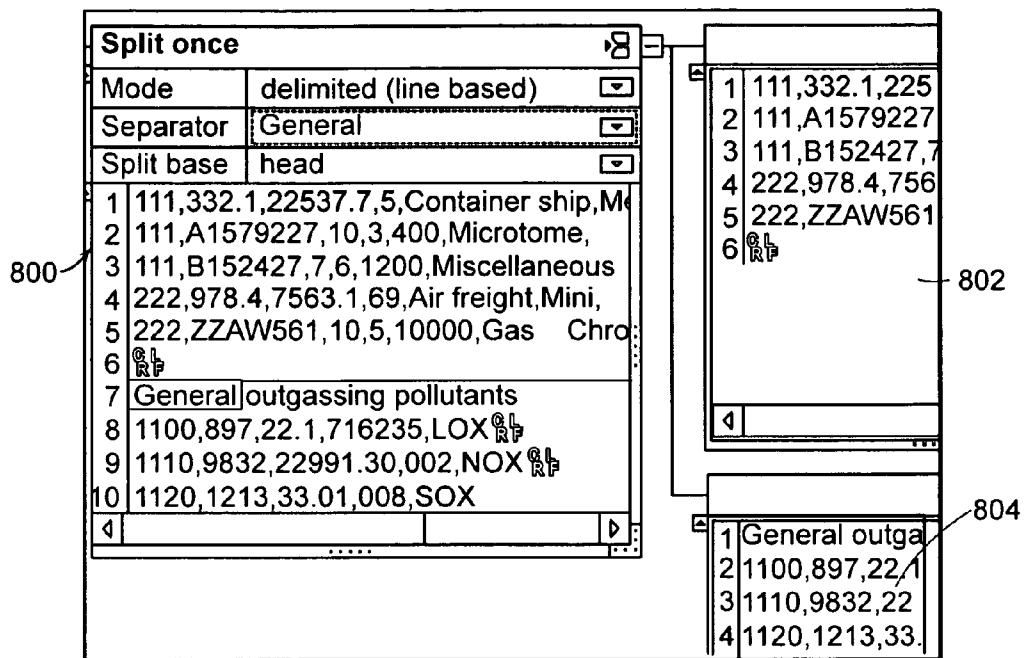 Split once
Mode delimited (line based)
Separator General
Split base head
1 111,332.1,22537.7,5,Container ship,Me
2 111,A1579227,10,3,400,Microtome,
3 111,B152427,7,6,1200,Miscellaneous
4 222,978.4,7563.1,69,Air freight,Mini,
5 222,ZZAW561,10,5,10000,Gas Chro
6 CRLF
7 General outgassing pollutants
8 1100,897,22.1,716235,LOX CRLF
9 1110,9832,22991.30,002,NOX CRLF
10 1120,1213,33.01,008,SOX
800
1 111,332.1,225
2 111,A1579227
3 111,B152427,7
4 222,978.4,756
5 222,ZZAW561
6 CRLF
802
1 General outga
2 1100,897,22.1
3 1110,9832,22
4 1120,1213,33.
804